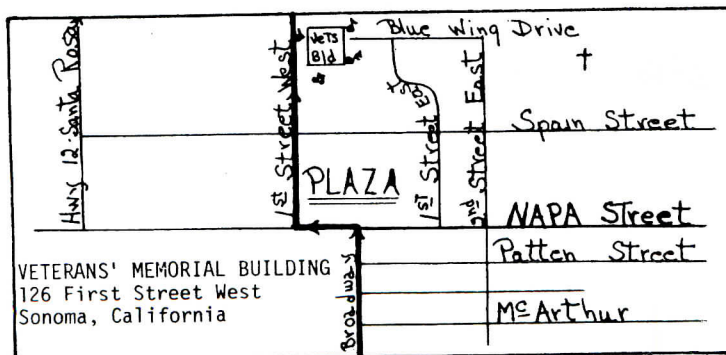 Blue Wing Drive
Vets
Bld
Hwy 12-Santa Rosa
1st Street West
1ST Street East
2nd Street East
Spain Street
PLAZA
NAPA STreet
Patten Street
VETERANS' MEMORIAL BUILDING
126 First Street West
Sonoma, California
Broadway
McArthur